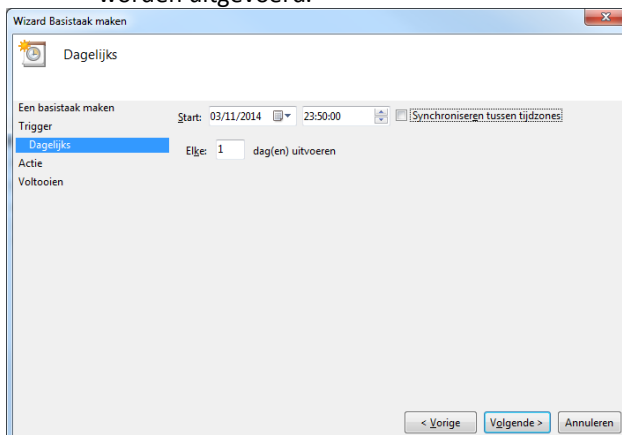 worden uitgevoerd.
Wizard Basistaak maken
Dagelijks
Een basistaak maken
Trigger
Dagelijks
Actie
Voltooien
Start: 03/11/2014 23:50:00 Synchroniseren tussen tijdzones
Elke: 1 dag(en) uitvoeren
< Vorige Volgende > Annuleren